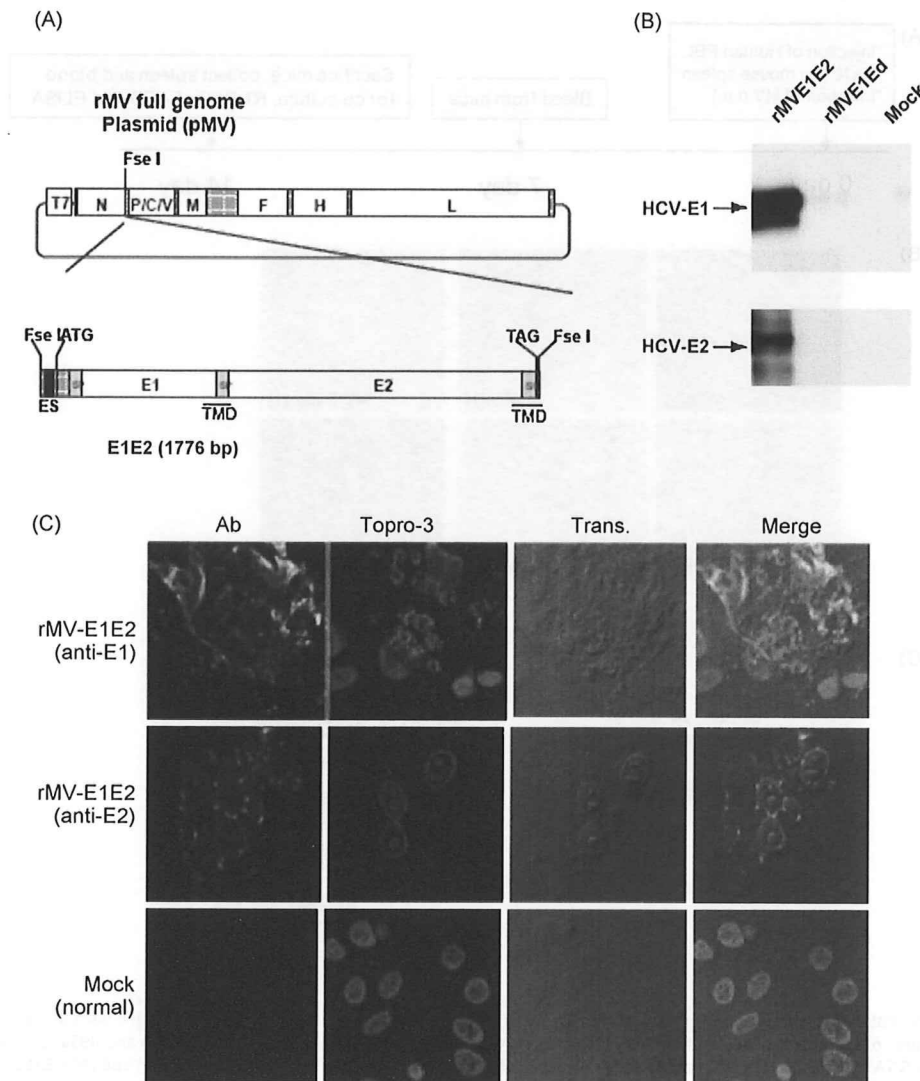 (A)
rMV full genome
Plasmid (pMV)
Fse I
T7 N P/C/V M F H L
Fse I ATG TAG Fse I
E1 E2
ES TMD TMD
E1E2 (1776 bp)
(B)
rMVE1E2 rMVE1Ed Mock
HCV-E1
HCV-E2
(C)
Ab Topro-3 Trans. Merge
rMV-E1E2
(anti-E1)
rMV-E1E2
(anti-E2)
Mock
(normal)